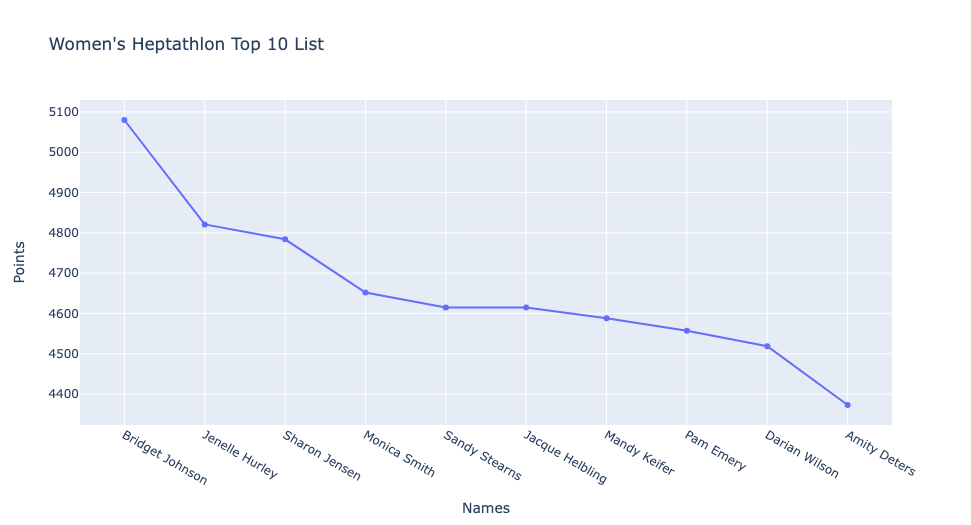 Women's Heptathlon Top 10 List
Points
5100
5000
4900
4800
4700
4600
4500
4400
Bridget Johnson
Jenelle Hurley
Sharon Jensen
Monica Smith
Sandy Stearns
Jacque Helbling
Mandy Keifer
Pam Emery
Darian Wilson
Amity Deters
Names